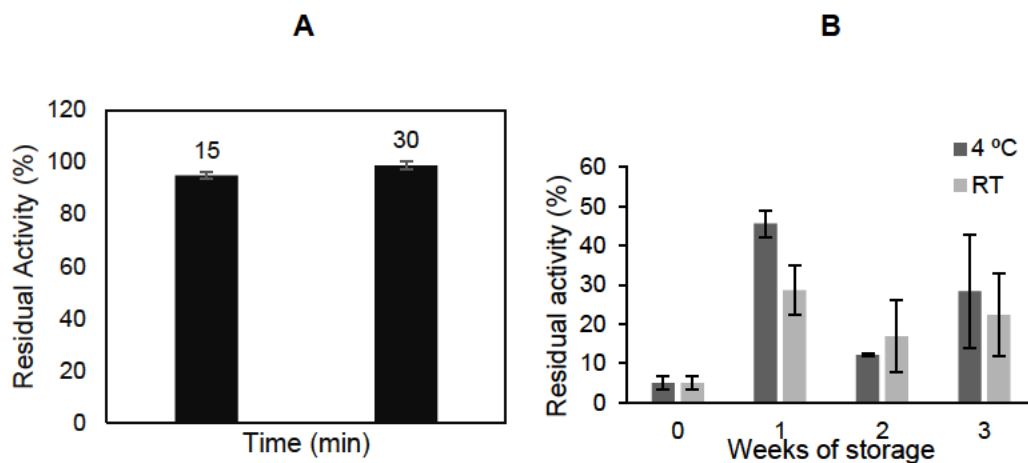 A
Residual Activity (%)
120
100
80
60
40
20
0
15
30
Time (min)
B
4 ºC
RT
Residual activity (%)
60
50
40
30
20
10
0
0 1 2 3
Weeks of storage